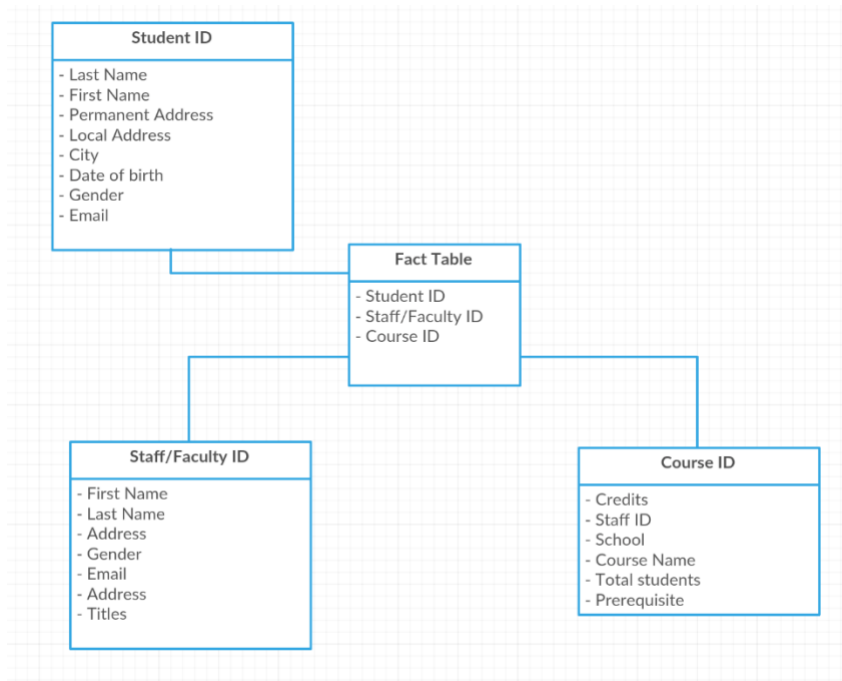 Student ID
- Last Name
- First Name
- Permanent Address
- Local Address
- City
- Date of birth
- Gender
- Email
Fact Table
- Student ID
- Staff/Faculty ID
- Course ID
Staff/Faculty ID
- First Name
- Last Name
- Address
- Gender
- Email
- Address
- Titles
Course ID
- Credits
- Staff ID
- School
- Course Name
- Total students
- Prerequisite